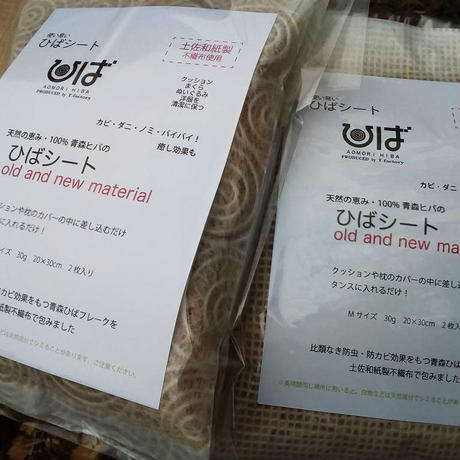 使い易い
ひばシート
土佐和紙製
不織布使用
ひば
AOMORI HIBA
PRODUCED by Y.factory
クッション
まくら
ぬいぐるみ
洋服を
清潔に保つ
カビ・ダニ・ノミ・バイバイ!
癒し効果も
天然の恵み・100% 青森ヒバの
ひばシート
old and new material
ションや枕のカバーの中に差し込むだけ
に入れるだけ!
サイズ 30g 20×30cm 2枚入り
防カビ効果をもつ青森ひばフレークを
紙製不織布で包みました
使い易い
ひばシート
ひば
AOMORI HIBA
PRODUCED by Y.factory
カビ・ダニ
天然の恵み・100% 青森ヒバの
ひばシート
old and new ma
クッションや枕のカバーの中に差し込
タンスに入れるだけ!
Mサイズ 30g 20×30cm 2枚
比類なき防虫・防カビ効果をもつ青森ひ
土佐和紙製不織布で包みまし